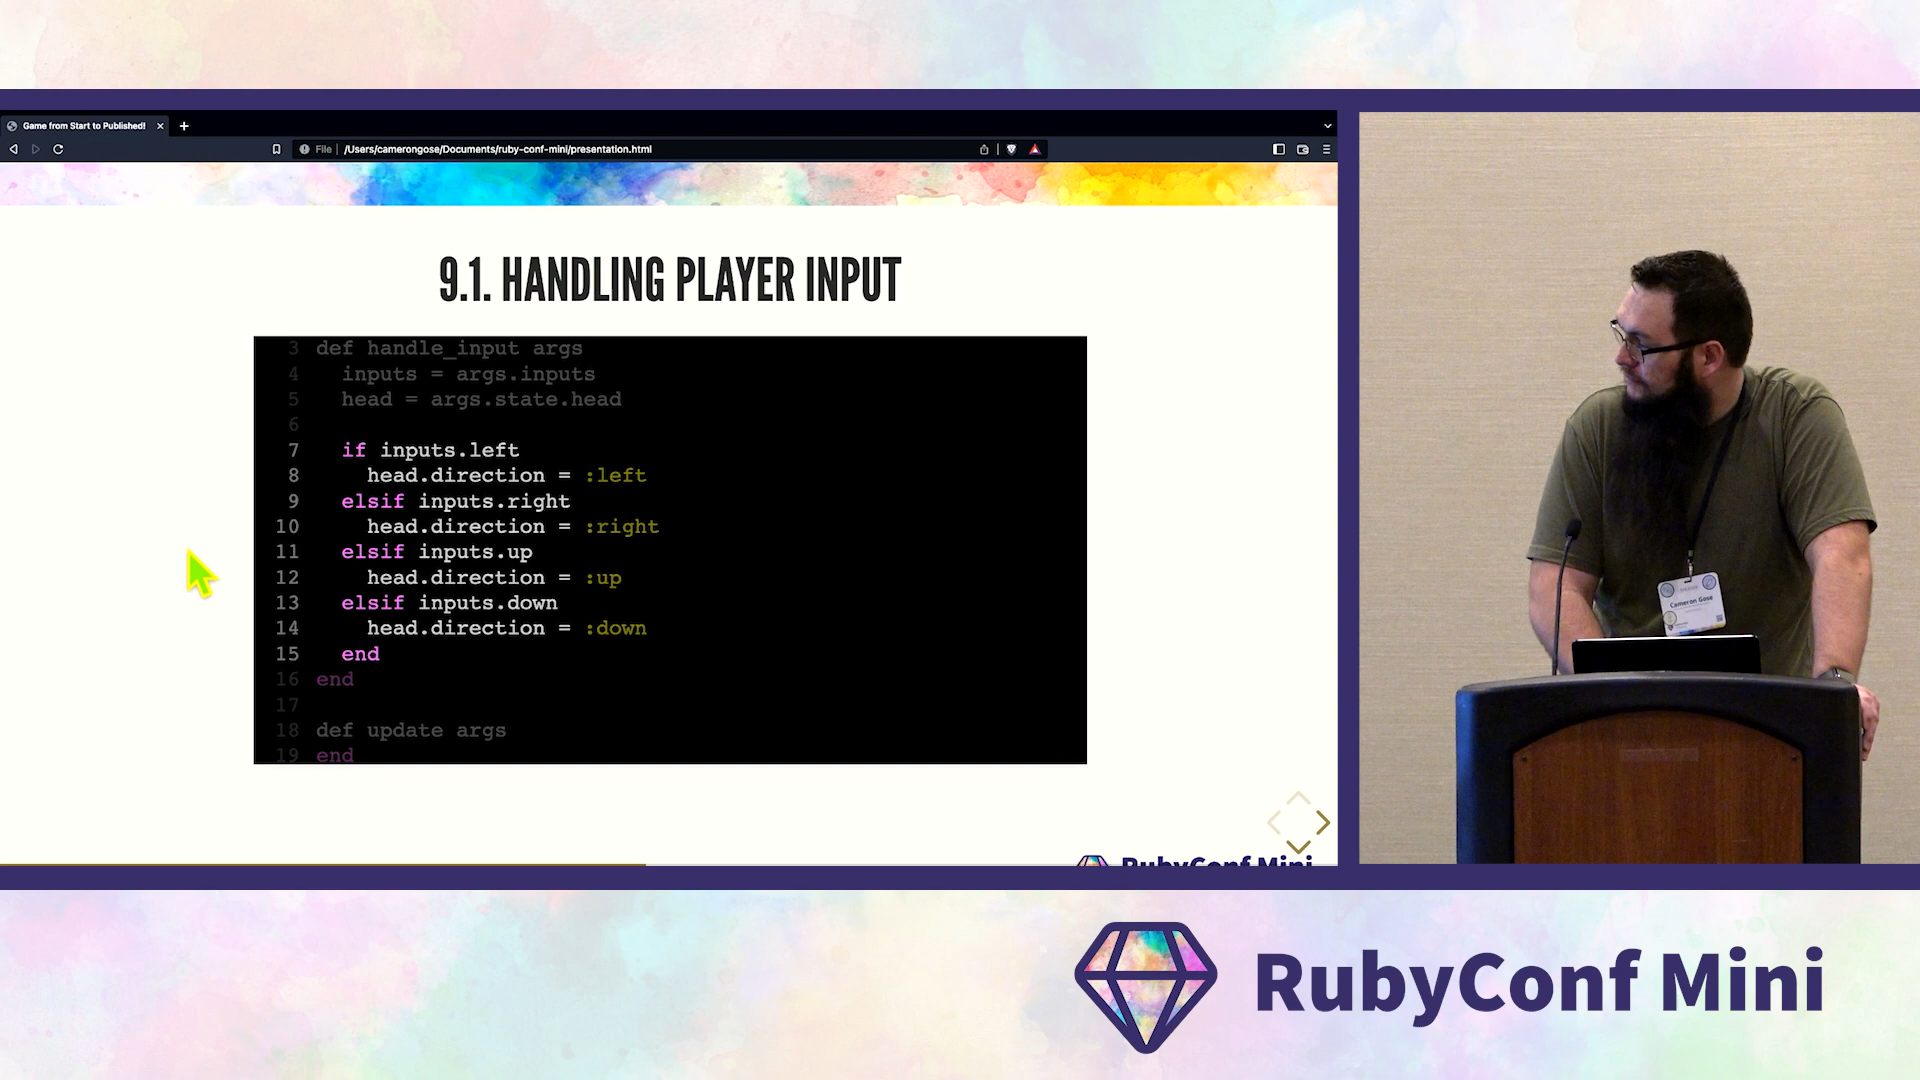 Game from Start to Published!
File | /Users/camerongose/Documents/ruby-conf-mini/presentation.html
9.1. HANDLING PLAYER INPUT
3 def handle_input args
4 inputs = args.inputs
5 head = args.state.head
6
7 if inputs.left
8 head.direction = :left
9 elsif inputs.right
10 head.direction = :right
11 elsif inputs.up
12 head.direction = :up
13 elsif inputs.down
14 head.direction = :down
15 end
16 end
17
18 def update args
19 end
RubyConf Mini
Cameron Gose
RubyConf Mini